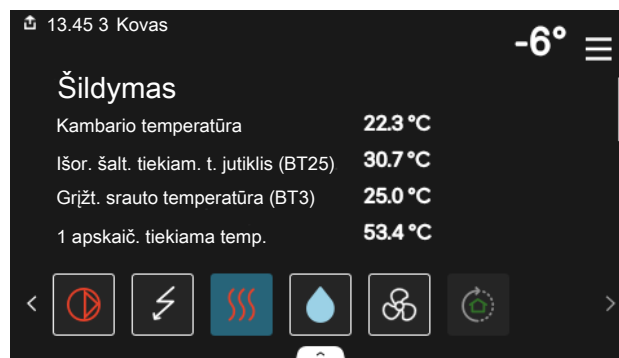 13.45 3 Kovas
-6°
Šildymas
Kambario temperatūra 22.3 °C
Išor. šalt. tiekiam. t. jutiklis (BT25). 30.7 °C
Grįžt. srauto temperatūra (BT3) 25.0 °C
1 apskaič. tiekiama temp. 53.4 °C